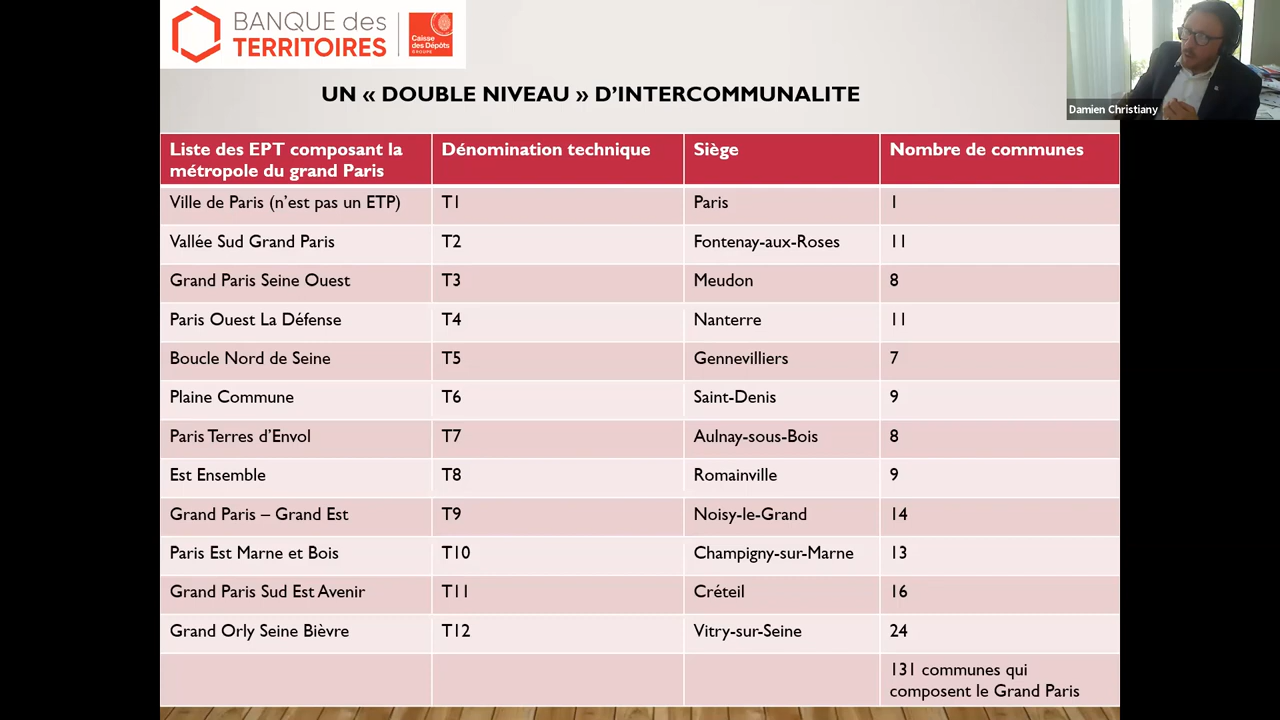 BANQUE des
TERRITOIRES
Caisse
des Dépôts
GROUPE
Damien Christiany
UN « DOUBLE NIVEAU » D’INTERCOMMUNALITE
Liste des EPT composant la
métropole du grand Paris
Dénomination technique
Siège
Nombre de communes
Ville de Paris (n’est pas un ETP) T1 Paris 1
Vallée Sud Grand Paris T2 Fontenay-aux-Roses 11
Grand Paris Seine Ouest T3 Meudon 8
Paris Ouest La Défense T4 Nanterre 11
Boucle Nord de Seine T5 Gennevilliers 7
Plaine Commune T6 Saint-Denis 9
Paris Terres d’Envol T7 Aulnay-sous-Bois 8
Est Ensemble T8 Romainville 9
Grand Paris – Grand Est T9 Noisy-le-Grand 14
Paris Est Marne et Bois T10 Champigny-sur-Marne 13
Grand Paris Sud Est Avenir T11 Créteil 16
Grand Orly Seine Bièvre T12 Vitry-sur-Seine 24
131 communes qui
composent le Grand Paris